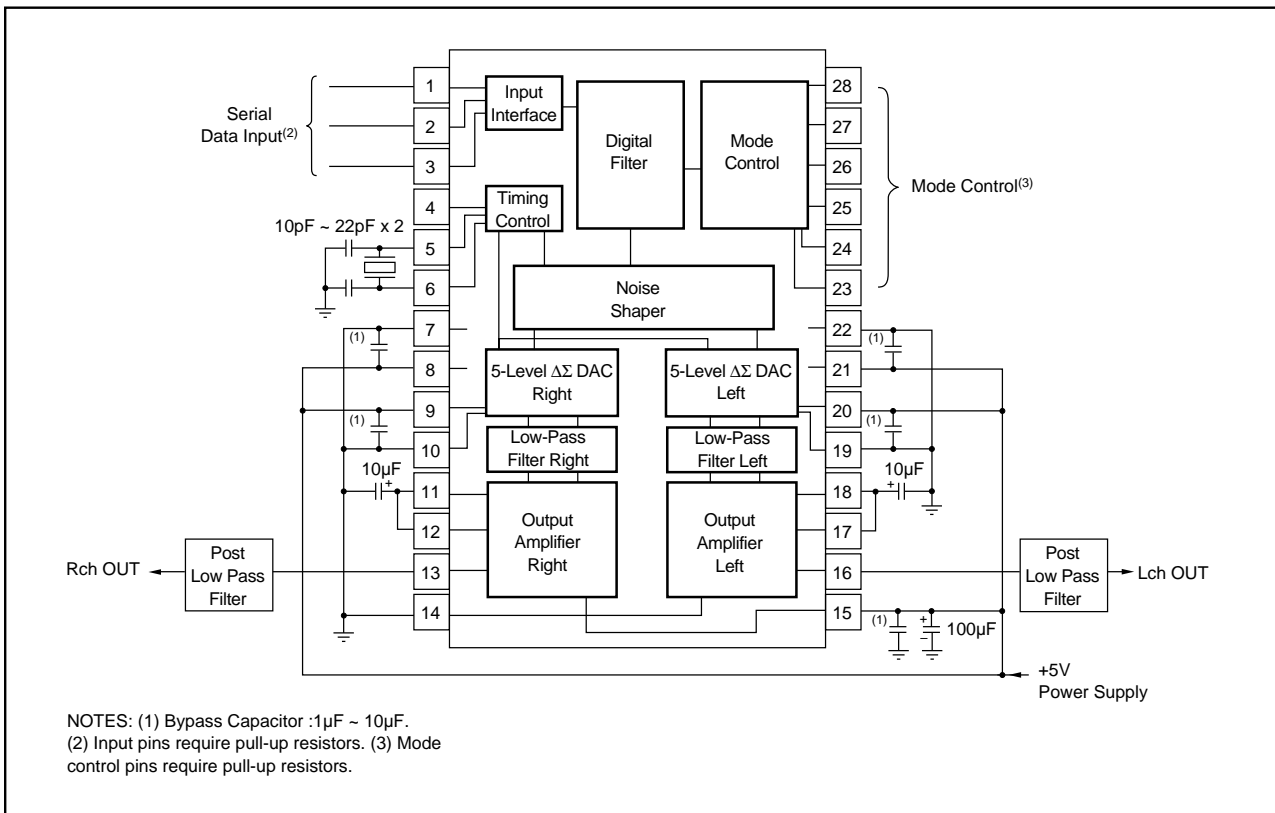 Serial
Data Input(2)
10pF ~ 22pF x 2
1
2
3
4
5
6
7
8
9
10
11
12
13
14
(1)
(1)
10µF
+
Rch OUT
Post
Low Pass
Filter
Input
Interface
Digital
Filter
Mode
Control
Timing
Control
Noise
Shaper
5-Level ΔΣ DAC
Right
5-Level ΔΣ DAC
Left
Low-Pass
Filter Right
Low-Pass
Filter Left
Output
Amplifier
Right
Output
Amplifier
Left
28
27
26
25
24
23
22
21
20
19
18
17
16
15
Mode Control(3)
(1)
(1)
10µF
+
Post
Low Pass
Filter
Lch OUT
(1)
+
−
100µF
+5V
Power Supply
NOTES: (1) Bypass Capacitor :1µF ~ 10µF.
(2) Input pins require pull-up resistors. (3) Mode
control pins require pull-up resistors.